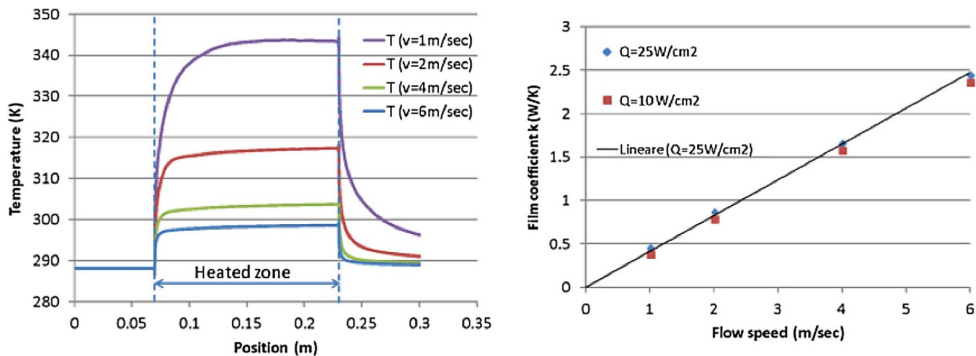 350
340
330
320
310
300
290
280
Temperature (K)
T (v=1m/sec)
T (v=2m/sec)
T (v=4m/sec)
T (v=6m/sec)
Heated zone
0
0.05
0.1
0.15
0.2
0.25
0.3
0.35
Position (m)
3
2.5
2
1.5
1
0.5
0
Film coefficient k (W/K)
Q=25W/cm2
Q=10 W/cm2
Lineare (Q=25W/cm2)
0
1
2
3
4
5
6
Flow speed (m/sec)